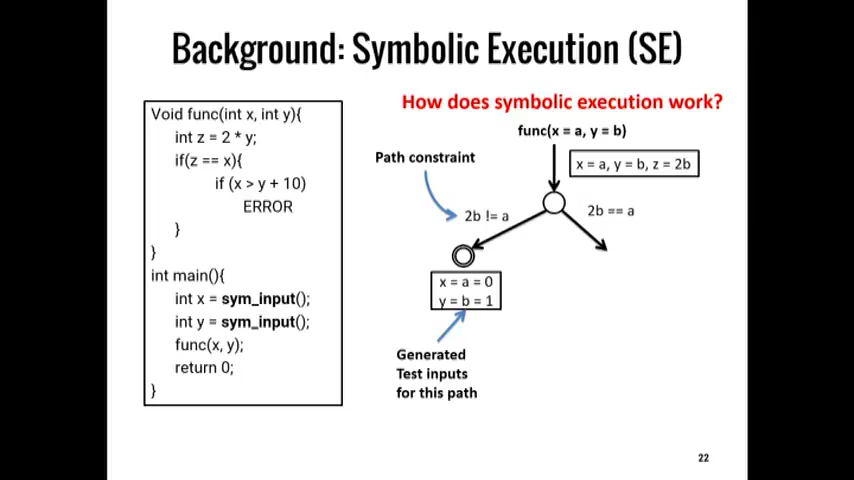 Background: Symbolic Execution (SE)
Void func(int x, int y){
int z = 2 * y;
if(z == x){
if (x > y + 10)
ERROR
}
}
int main(){
int x = sym_input();
int y = sym_input();
func(x, y);
return 0;
}
How does symbolic execution work?
func(x = a, y = b)
x = a, y = b, z = 2b
Path constraint
2b != a
2b == a
x = a = 0
y = b = 1
Generated
Test inputs
for this path
22